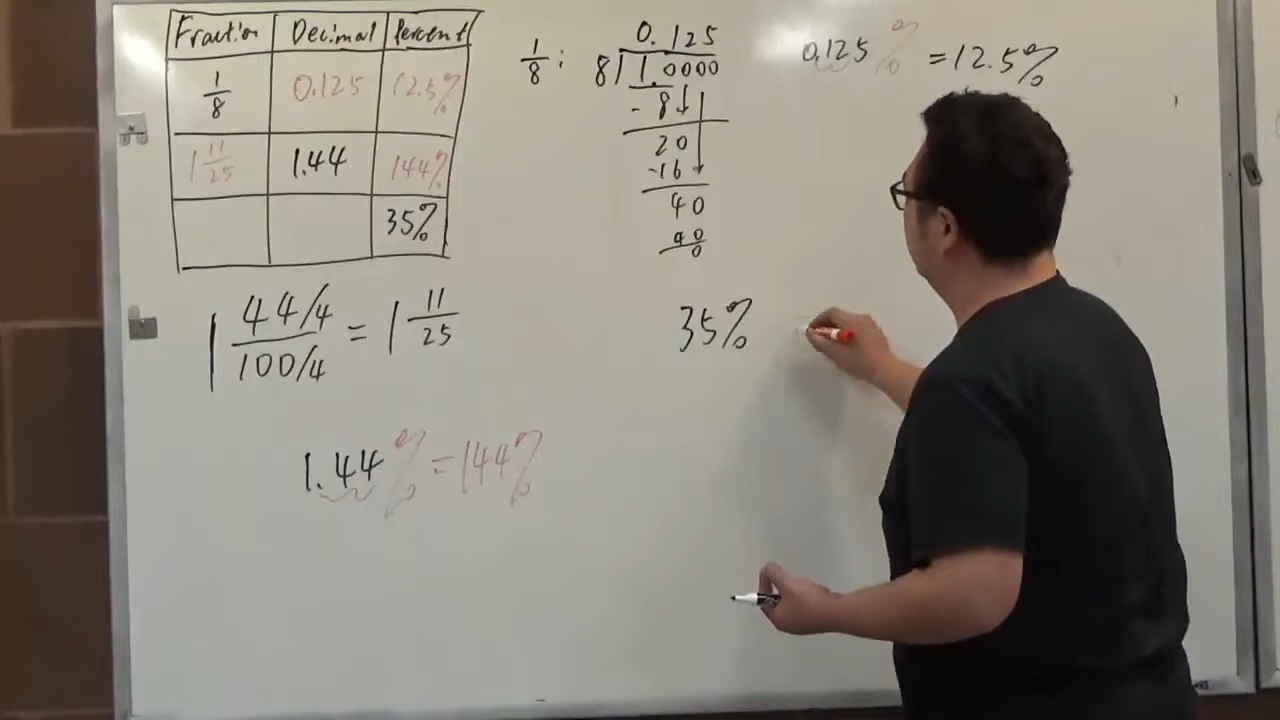 Fraction Decimal Percent
1/8 0.125 12.5%
1 11/25 1.44 144%
35%
1 44/4 / 100/4 = 1 11/25
1.44% = 144%
1/8 :
0.125
8 1.0000
- 8
20
-16
40
40
0
0.125% = 12.5%
35%